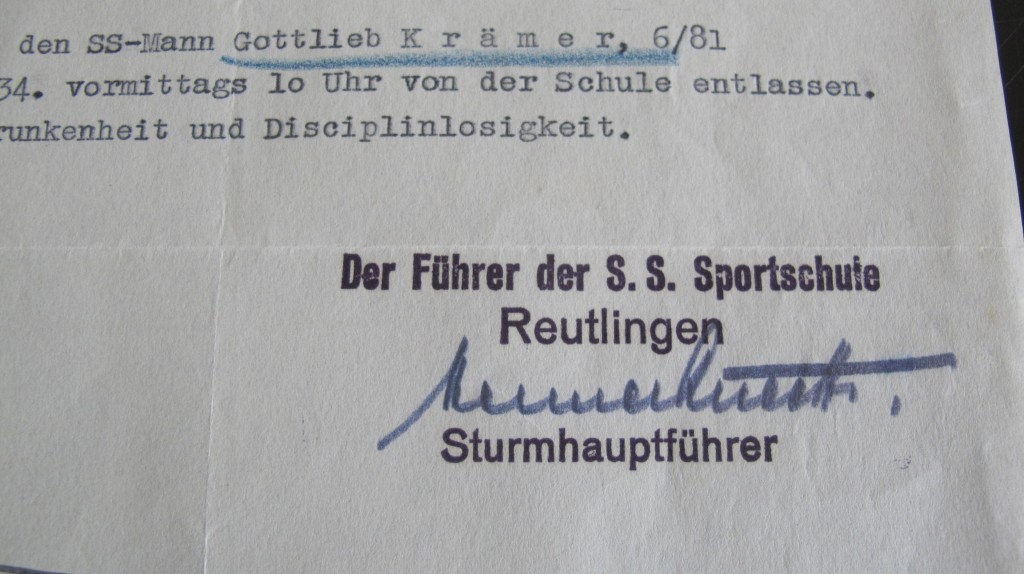 den SS-Mann Gottlieb K r ä m e r, 6/81
34. vormittags lo Uhr von der Schule entlassen.
runkenheit und Disciplinlosigkeit.
Der Führer der S. S. Sportschule
Reutlingen
Sturmhauptführer